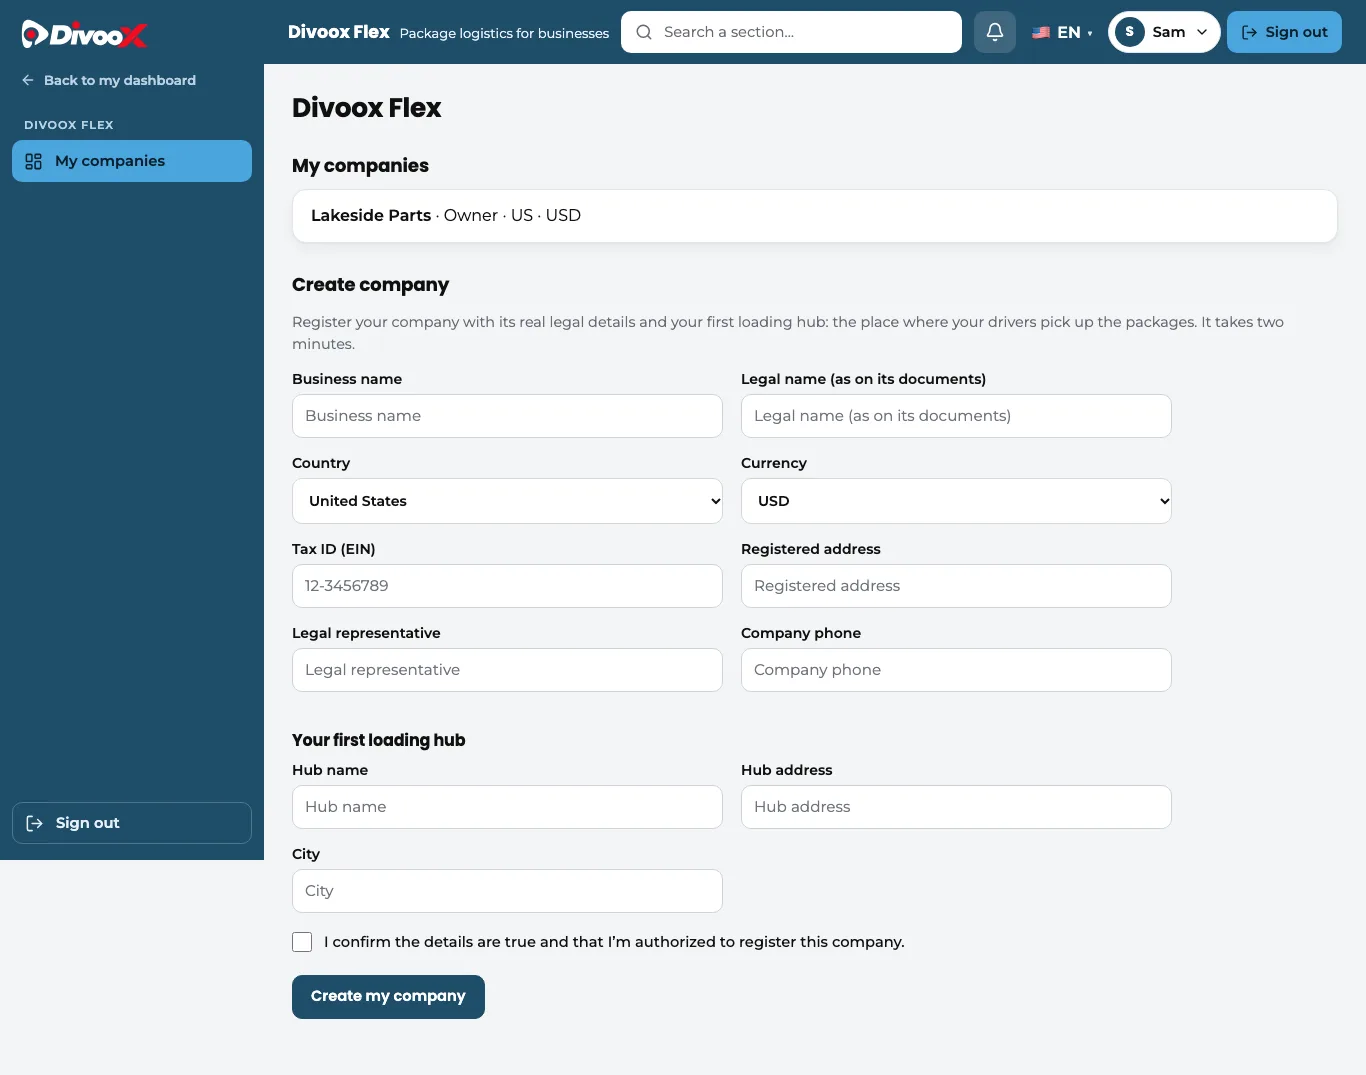 DivooX
Divoox Flex Package logistics for businesses
Search a section...
EN
S Sam
Sign out
Back to my dashboard
DIVOOX FLEX
My companies
Sign out
Divoox Flex
My companies
Lakeside Parts · Owner · US · USD
Create company
Register your company with its real legal details and your first loading hub: the place where your drivers pick up the packages. It takes two
minutes.
Business name
Business name
Legal name (as on its documents)
Legal name (as on its documents)
Country
United States
Currency
USD
Tax ID (EIN)
12-3456789
Registered address
Registered address
Legal representative
Legal representative
Company phone
Company phone
Your first loading hub
Hub name
Hub name
Hub address
Hub address
City
City
I confirm the details are true and that I’m authorized to register this company.
Create my company